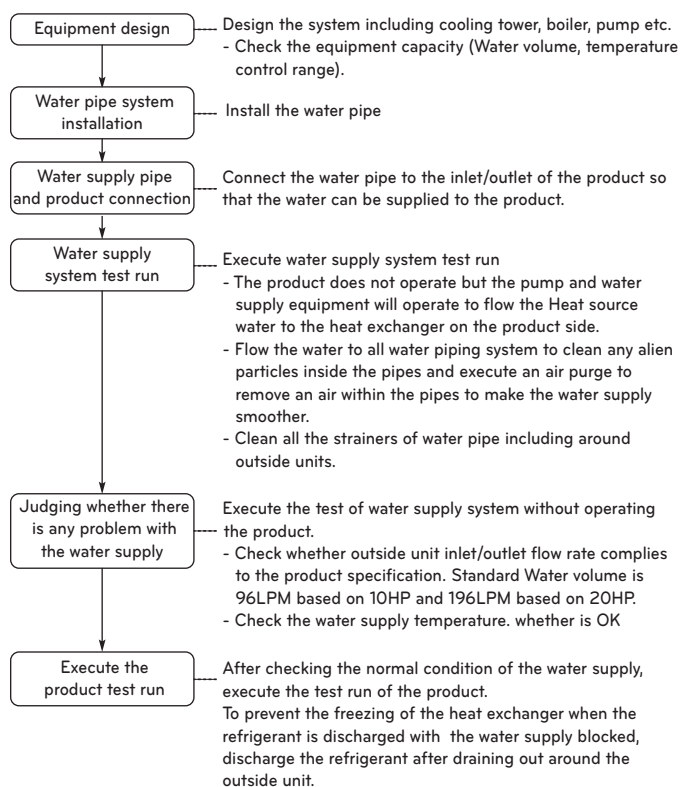 Equipment design
Design the system including cooling tower, boiler, pump etc.
- Check the equipment capacity (Water volume, temperature
control range).
Water pipe system
installation
Install the water pipe
Water supply pipe
and product connection
Connect the water pipe to the inlet/outlet of the product so
that the water can be supplied to the product.
Water supply
system test run
Execute water supply system test run
- The product does not operate but the pump and water
supply equipment will operate to flow the Heat source
water to the heat exchanger on the product side.
- Flow the water to all water piping system to clean any alien
particles inside the pipes and execute an air purge to
remove an air within the pipes to make the water supply
smoother.
- Clean all the strainers of water pipe including around
outside units.
Judging whether there
is any problem with
the water supply
Execute the test of water supply system without operating
the product.
- Check whether outside unit inlet/outlet flow rate complies
to the product specification. Standard Water volume is
96LPM based on 10HP and 196LPM based on 20HP.
- Check the water supply temperature. whether is OK
Execute the
product test run
After checking the normal condition of the water supply,
execute the test run of the product.
To prevent the freezing of the heat exchanger when the
refrigerant is discharged with the water supply blocked,
discharge the refrigerant after draining out around the
outside unit.